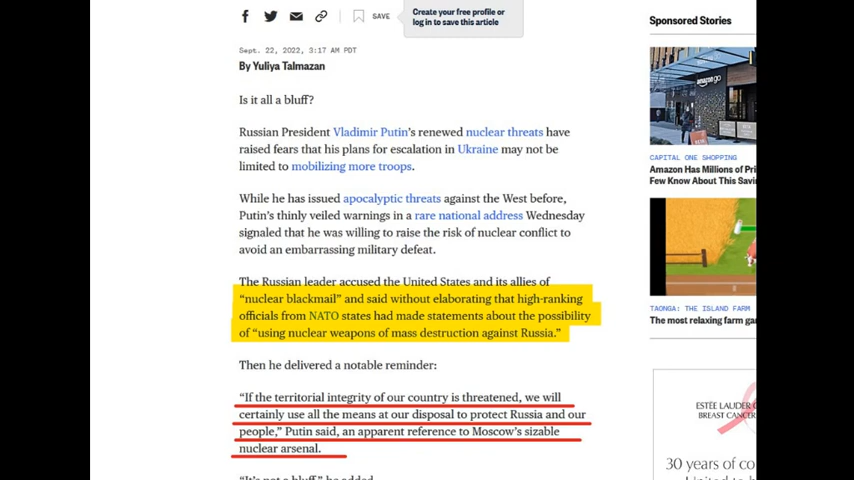 Create your free profile or
log in to save this article
SAVE
Sponsored Stories
Sept. 22, 2022, 3:17 AM PDT
By Yuliya Talmazan
Is it all a bluff?
Russian President Vladimir Putin's renewed nuclear threats have
raised fears that his plans for escalation in Ukraine may not be
limited to mobilizing more troops.
While he has issued apocalyptic threats against the West before,
Putin's thinly veiled warnings in a rare national address Wednesday
signaled that he was willing to raise the risk of nuclear conflict to
avoid an embarrassing military defeat.
The Russian leader accused the United States and its allies of
“nuclear blackmail” and said without elaborating that high-ranking
officials from NATO states had made statements about the possibility
of “using nuclear weapons of mass destruction against Russia.”
Then he delivered a notable reminder:
“If the territorial integrity of our country is threatened, we will
certainly use all the means at our disposal to protect Russia and our
people,” Putin said, an apparent reference to Moscow's sizable
nuclear arsenal.
“It's not a bluff,” he added.
amazon go
CAPITAL ONE SHOPPING
Amazon Has Millions of Pri
Few Know About This Savi
TAONGA: THE ISLAND FARM
The most relaxing farm ga
ESTÉE LAUDER
BREAST CANCER
30 years of co